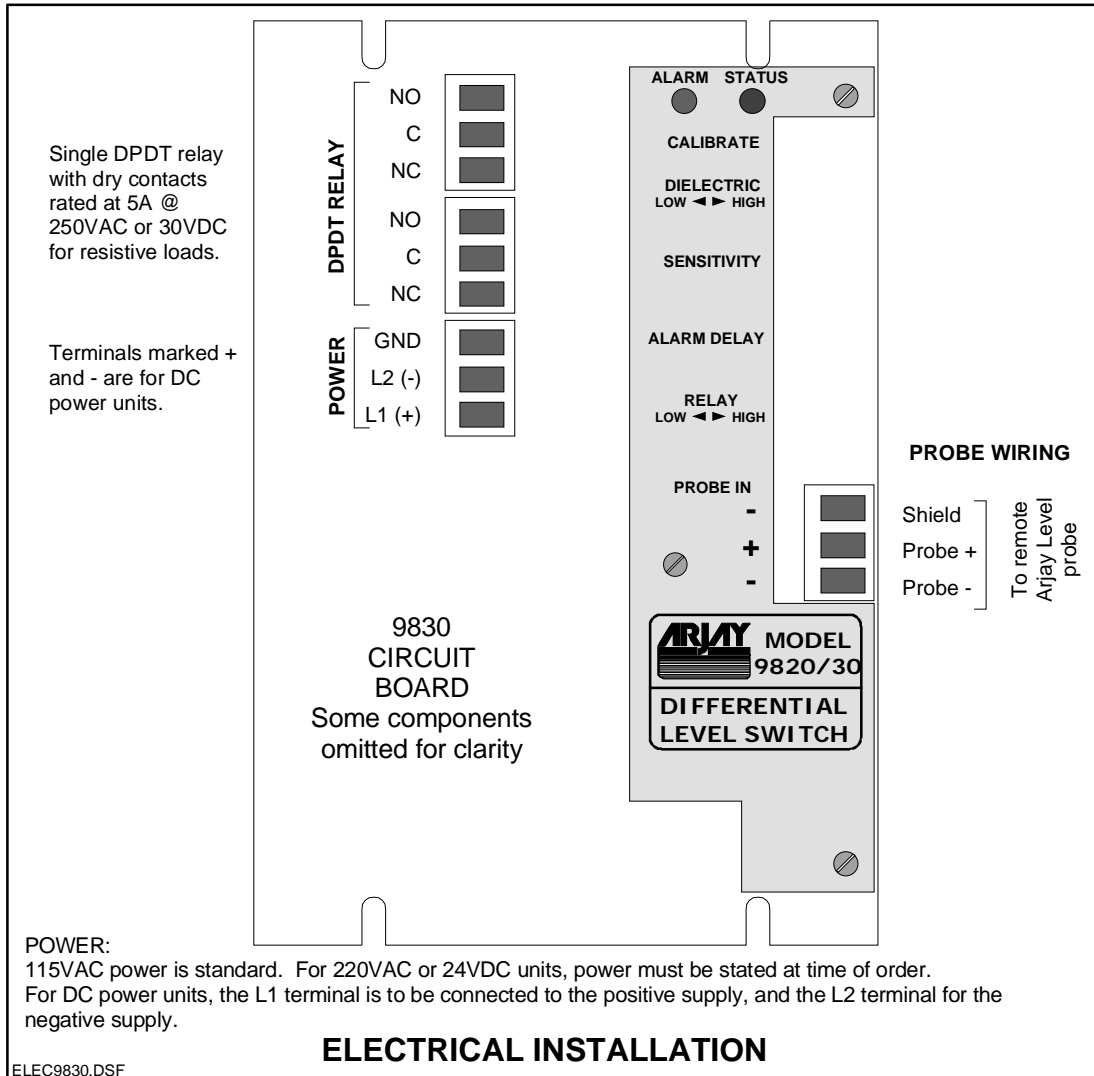 Single DPDT relay
with dry contacts
rated at 5A @
250VAC or 30VDC
for resistive loads.
Terminals marked +
and - are for DC
power units.
DPDT RELAY
NO
C
NC
NO
C
NC
POWER
GND
L2 (-)
L1 (+)
9830
CIRCUIT
BOARD
Some components
omitted for clarity
ALARM STATUS
CALIBRATE
DIELECTRIC
LOW ◄ ► HIGH
SENSITIVITY
ALARM DELAY
RELAY
LOW ◄ ► HIGH
PROBE IN
-
+
-
ARJAY
MODEL
9820/30
DIFFERENTIAL
LEVEL SWITCH
PROBE WIRING
Shield
Probe +
Probe -
To remote
Arjay Level
probe
POWER:
115VAC power is standard. For 220VAC or 24VDC units, power must be stated at time of order.
For DC power units, the L1 terminal is to be connected to the positive supply, and the L2 terminal for the
negative supply.
ELECTRICAL INSTALLATION
ELEC9830.DSF